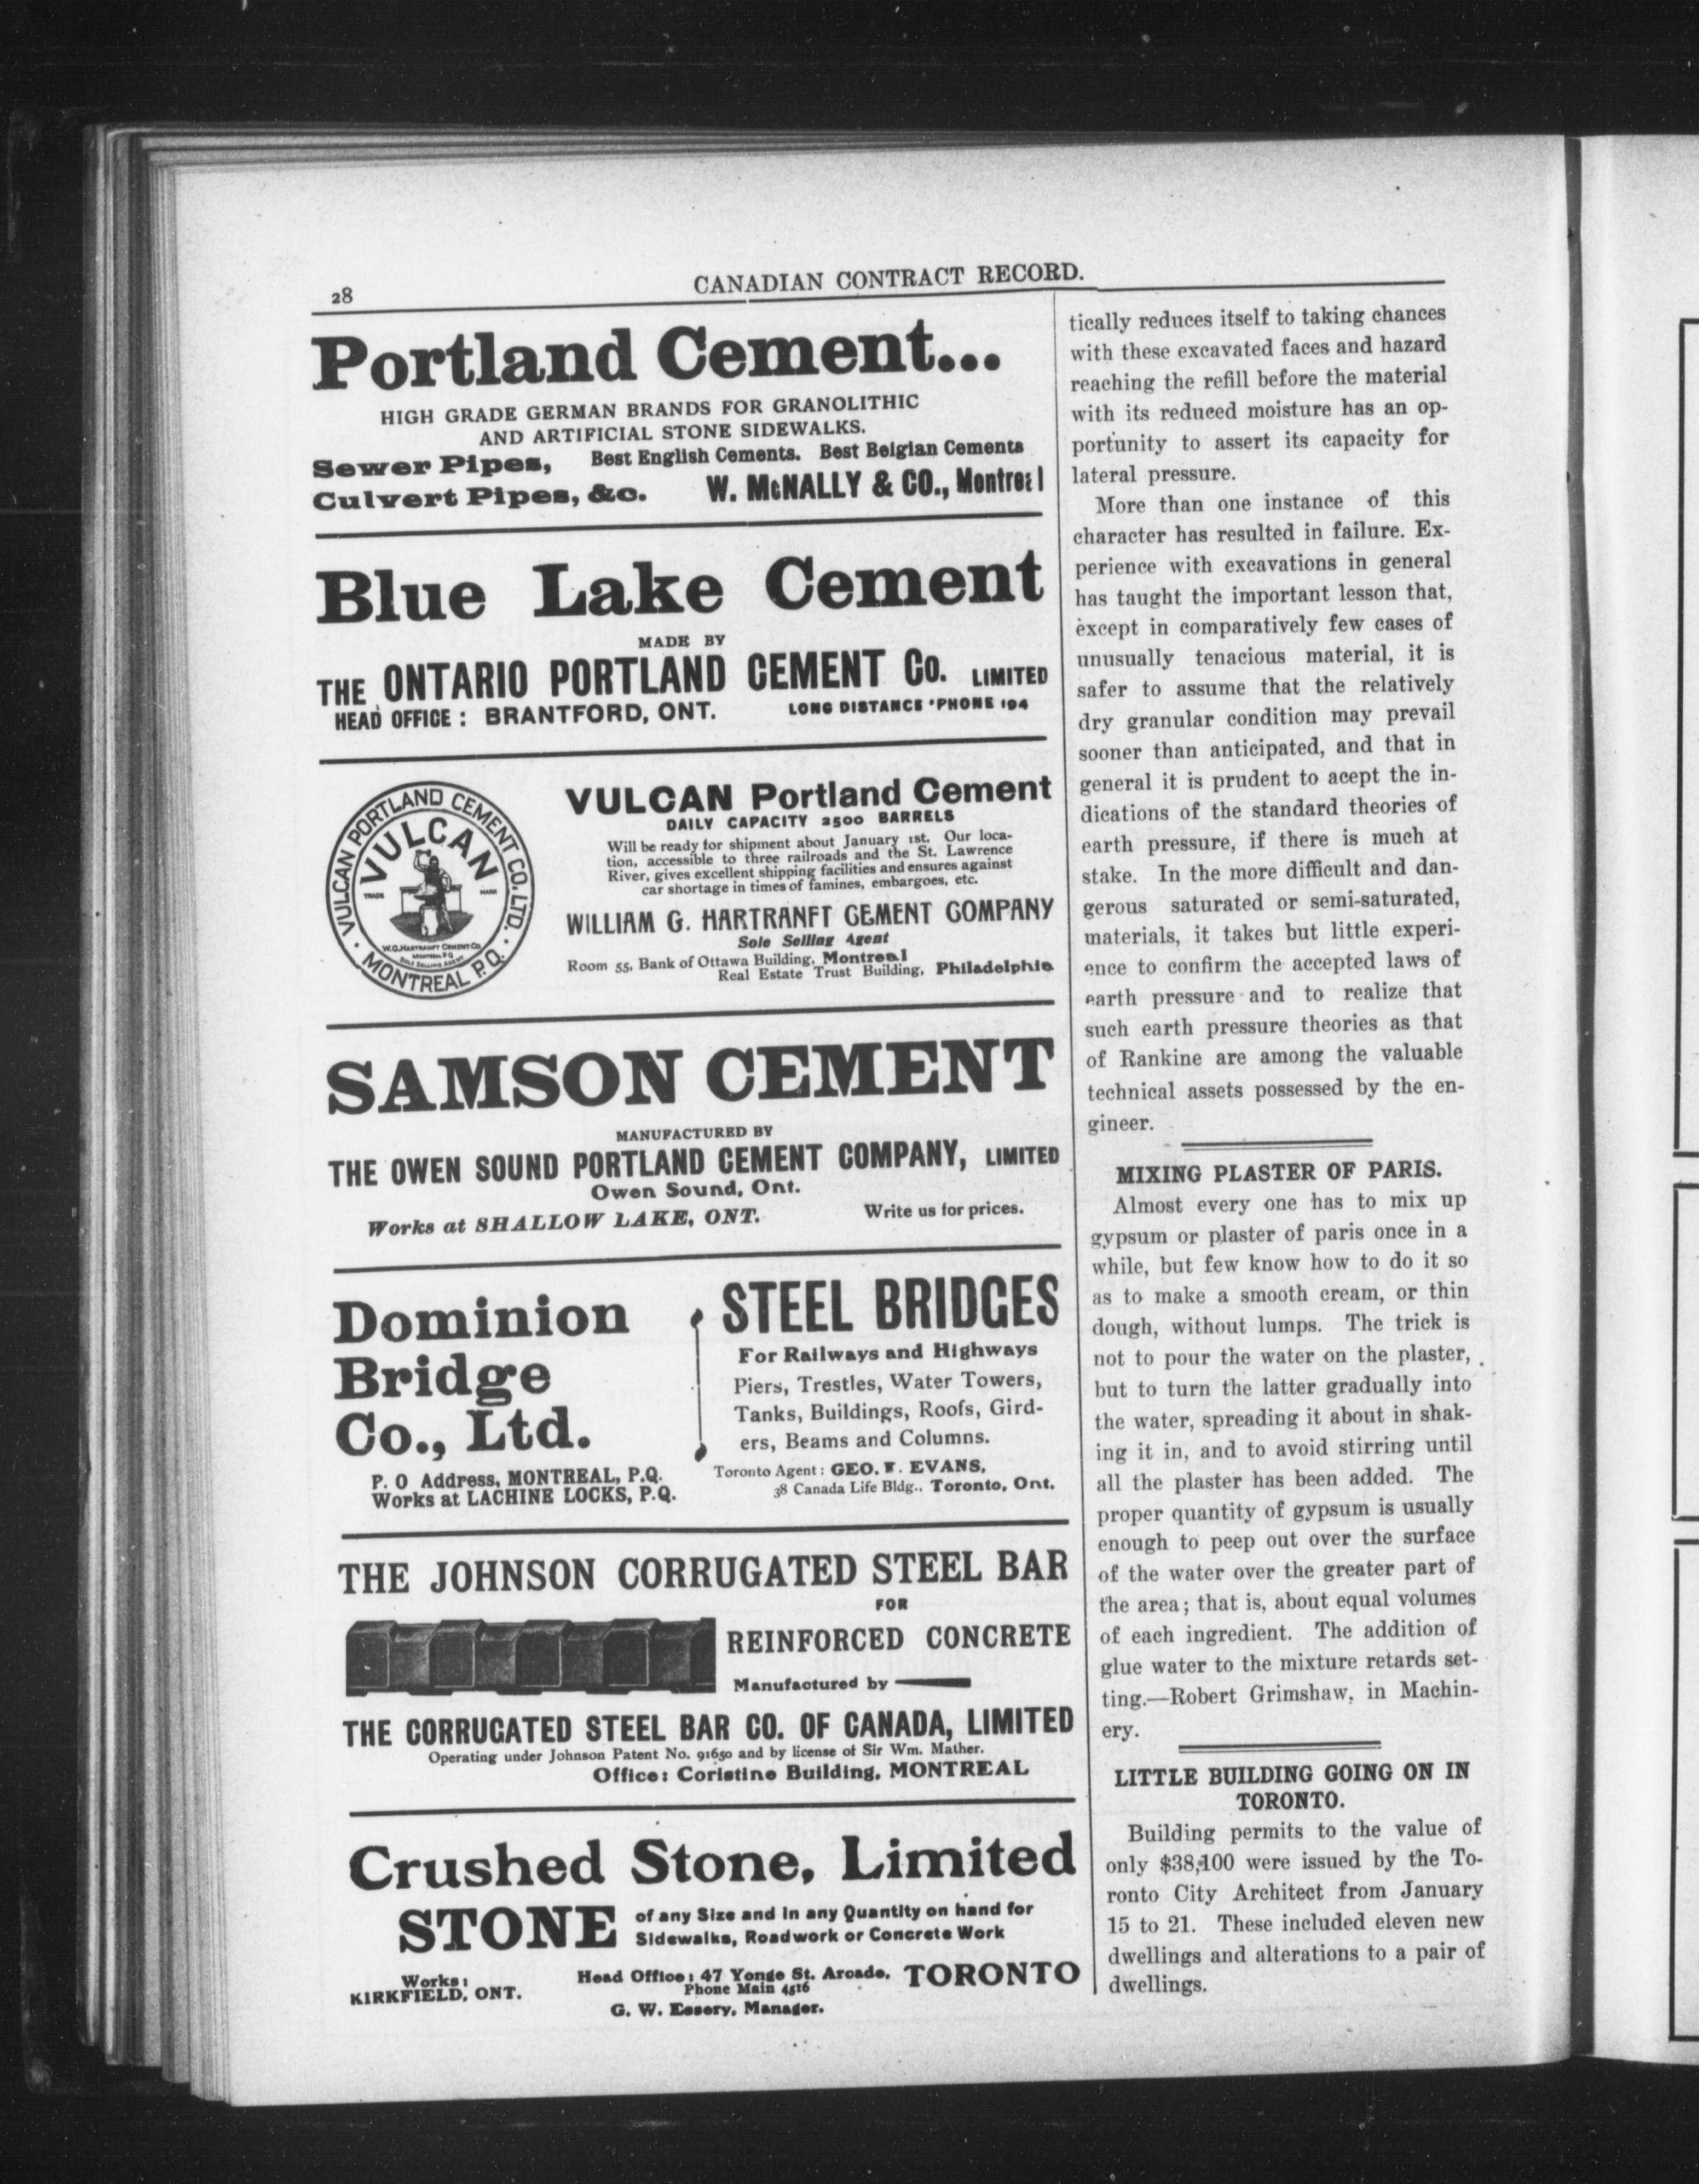 28
CANADIAN CONTRACT RECORD.
Portland Cement...
HIGH GRADE GERMAN BRANDS FOR GRANOLITHIC
AND ARTIFICIAL STONE SIDEWALKS.
Sewer Pipes,
Culvert Pipes, &c.
Best English Cements. Best Belgian Cements
W. McNALLY & CO., Montreal
Blue Lake Cement
MADE BY
THE ONTARIO PORTLAND CEMENT CO. LIMITED
HEAD OFFICE: BRANTFORD, ONT.
LONG DISTANCE 'PHONE 194
VULCAN PORTLAND CEMENT CO. LTD.
MONTREAL P.Q.
VULCAN
TRADE MARK
W.G. HARTRANFT CEMENT CO.
MONTREAL P Q
SOLE SELLING AGENT
VULCAN Portland Cement
DAILY CAPACITY 2500 BARRELS
Will be ready for shipment about January 1st. Our loca-
tion, accessible to three railroads and the St. Lawrence
River, gives excellent shipping facilities and ensures against
car shortage in times of famines, embargoes, etc.
WILLIAM G. HARTRANFT CEMENT COMPANY
Sole Selling Agent
Room 55, Bank of Ottawa Building, Montreal
Real Estate Trust Building, Philadelphia
SAMSON CEMENT
MANUFACTURED BY
THE OWEN SOUND PORTLAND CEMENT COMPANY, LIMITED
Owen Sound, Ont.
Works at SHALLOW LAKE, ONT.
Write us for prices.
Dominion
Bridge
Co., Ltd.
P. O Address, MONTREAL, P.Q.
Works at LACHINE LOCKS, P.Q.
STEEL BRIDGES
For Railways and Highways
Piers, Trestles, Water Towers,
Tanks, Buildings, Roofs, Gird-
ers, Beams and Columns.
Toronto Agent: GEO. E. EVANS,
38 Canada Life Bldg., Toronto, Ont.
THE JOHNSON CORRUGATED STEEL BAR
FOR
REINFORCED CONCRETE
Manufactured by
THE CORRUGATED STEEL BAR CO. OF CANADA, LIMITED
Operating under Johnson Patent No. 91650 and by license of Sir Wm. Mather.
Office: Coristine Building, MONTREAL
Crushed Stone, Limited
STONE
of any Size and in any Quantity on hand for
Sidewalks, Roadwork or Concrete Work
Works:
KIRKFIELD, ONT.
Head Office: 47 Yonge St. Arcade, TORONTO
Phone Main 4516
G. W. Essery, Manager.
tically reduces itself to taking chances
with these excavated faces and hazard
reaching the refill before the material
with its reduced moisture has an op-
portunity to assert its capacity for
lateral pressure.
More than one instance of this
character has resulted in failure. Ex-
perience with excavations in general
has taught the important lesson that,
except in comparatively few cases of
unusually tenacious material, it is
safer to assume that the relatively
dry granular condition may prevail
sooner than anticipated, and that in
general it is prudent to acept the in-
dications of the standard theories of
earth pressure, if there is much at
stake. In the more difficult and dan-
gerous saturated or semi-saturated,
materials, it takes but little experi-
ence to confirm the accepted laws of
earth pressure and to realize that
such earth pressure theories as that
of Rankine are among the valuable
technical assets possessed by the en-
gineer.
MIXING PLASTER OF PARIS.
Almost every one has to mix up
gypsum or plaster of paris once in a
while, but few know how to do it so
as to make a smooth cream, or thin
dough, without lumps. The trick is
not to pour the water on the plaster,
but to turn the latter gradually into
the water, spreading it about in shak-
ing it in, and to avoid stirring until
all the plaster has been added. The
proper quantity of gypsum is usually
enough to peep out over the surface
of the water over the greater part of
the area; that is, about equal volumes
of each ingredient. The addition of
glue water to the mixture retards set-
ting.—Robert Grimshaw, in Machin-
ery.
LITTLE BUILDING GOING ON IN
TORONTO.
Building permits to the value of
only $38,100 were issued by the To-
ronto City Architect from January
15 to 21. These included eleven new
dwellings and alterations to a pair of
dwellings.